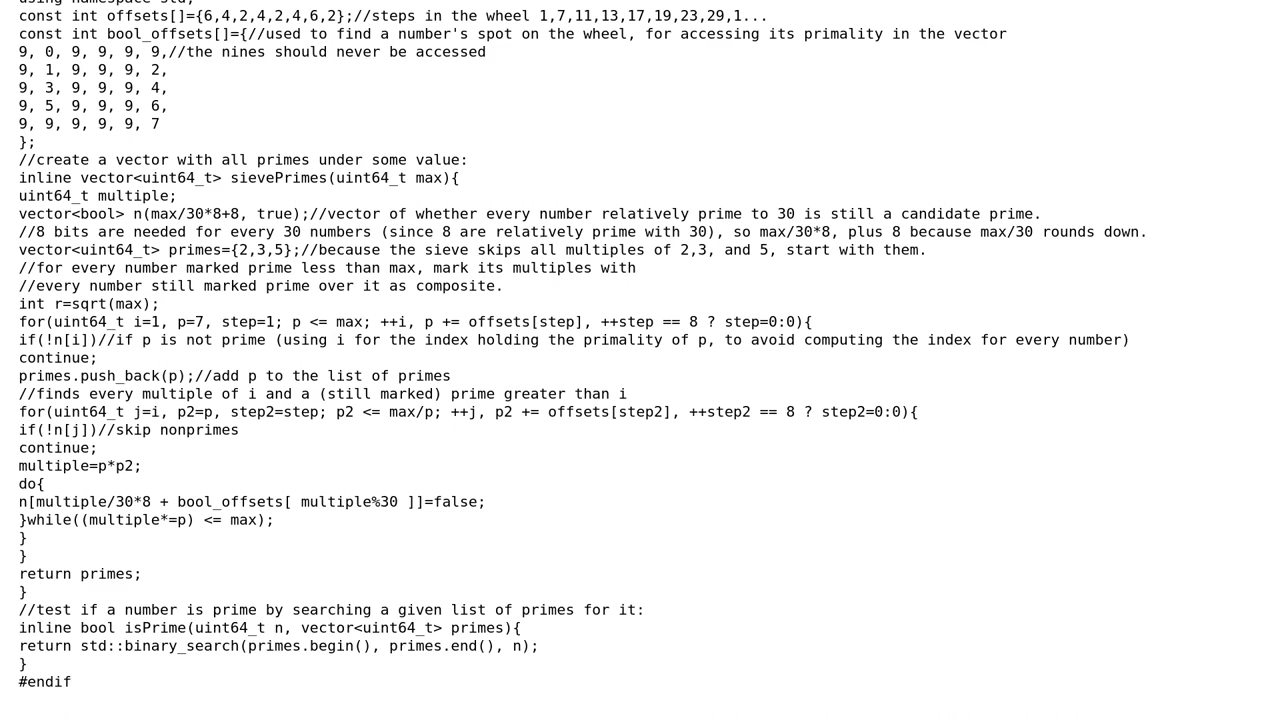 using namespace std;
const int offsets[]={6,4,2,4,2,4,6,2};//steps in the wheel 1,7,11,13,17,19,23,29,1...
const int bool_offsets[]={//used to find a number's spot on the wheel, for accessing its primality in the vector
9, 0, 9, 9, 9, 9,//the nines should never be accessed
9, 1, 9, 9, 9, 2,
9, 3, 9, 9, 9, 4,
9, 5, 9, 9, 9, 6,
9, 9, 9, 9, 9, 7
};
//create a vector with all primes under some value:
inline vector<uint64_t> sievePrimes(uint64_t max){
uint64_t multiple;
vector<bool> n(max/30*8+8, true);//vector of whether every number relatively prime to 30 is still a candidate prime.
//8 bits are needed for every 30 numbers (since 8 are relatively prime with 30), so max/30*8, plus 8 because max/30 rounds down.
vector<uint64_t> primes={2,3,5};//because the sieve skips all multiples of 2,3, and 5, start with them.
//for every number marked prime less than max, mark its multiples with
//every number still marked prime over it as composite.
int r=sqrt(max);
for(uint64_t i=1, p=7, step=1; p <= max; ++i, p += offsets[step], ++step == 8 ? step=0:0){
if(!n[i])//if p is not prime (using i for the index holding the primality of p, to avoid computing the index for every number)
continue;
primes.push_back(p);//add p to the list of primes
//finds every multiple of i and a (still marked) prime greater than i
for(uint64_t j=i, p2=p, step2=step; p2 <= max/p; ++j, p2 += offsets[step2], ++step2 == 8 ? step2=0:0){
if(!n[j])//skip nonprimes
continue;
multiple=p*p2;
do{
n[multiple/30*8 + bool_offsets[ multiple%30 ]]=false;
}while((multiple*=p) <= max);
}
}
return primes;
}
//test if a number is prime by searching a given list of primes for it:
inline bool isPrime(uint64_t n, vector<uint64_t> primes){
return std::binary_search(primes.begin(), primes.end(), n);
}
#endif